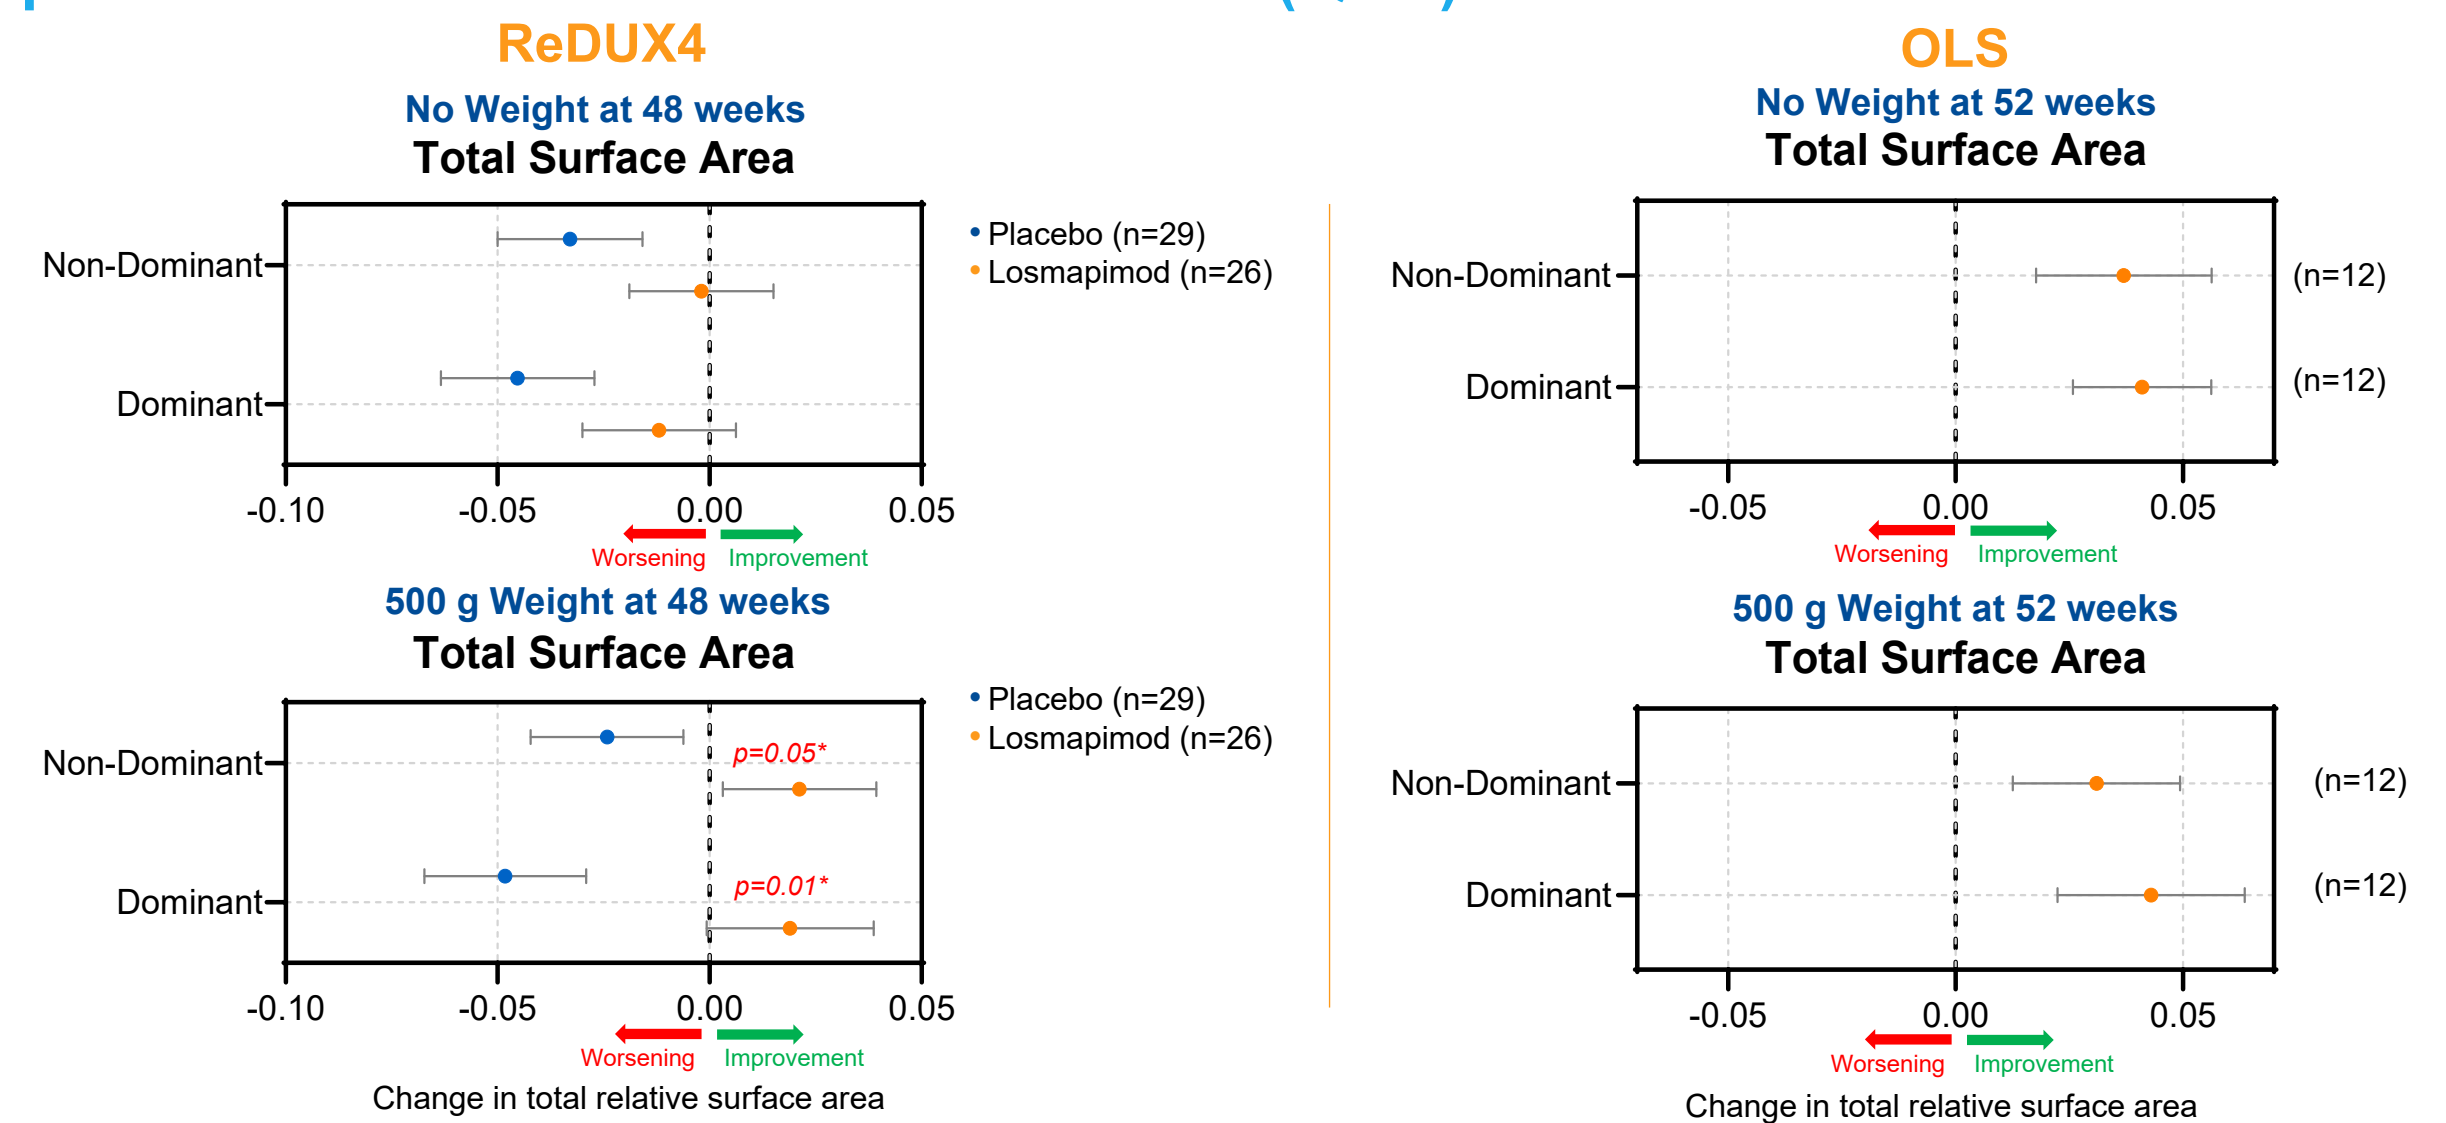 ReDUX4
No Weight at 48 weeks
Total Surface Area
Non-Dominant
Dominant
-0.10 -0.05 0.00 0.05
Worsening Improvement
Placebo (n=29)
Losmapimod (n=26)
500 g Weight at 48 weeks
Total Surface Area
Non-Dominant
Dominant
p=0.05*
p=0.01*
-0.10 -0.05 0.00 0.05
Worsening Improvement
Change in total relative surface area
Placebo (n=29)
Losmapimod (n=26)
OLS
No Weight at 52 weeks
Total Surface Area
Non-Dominant (n=12)
Dominant (n=12)
-0.05 0.00 0.05
Worsening Improvement
500 g Weight at 52 weeks
Total Surface Area
Non-Dominant (n=12)
Dominant (n=12)
-0.05 0.00 0.05
Worsening Improvement
Change in total relative surface area